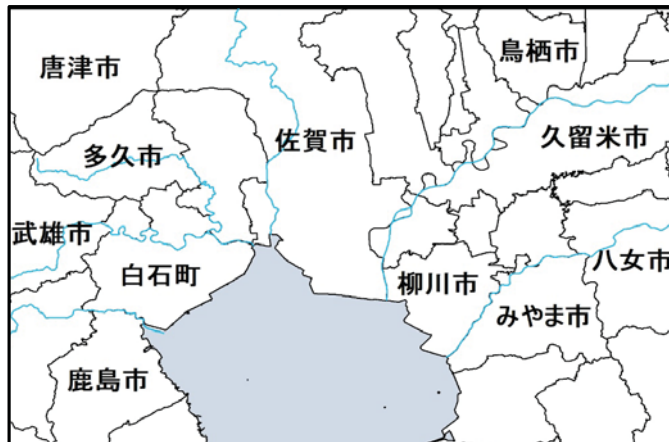 唐津市
鳥栖市
佐賀市
久留米市
多久市
武雄市
白石町
柳川市
八女市
みやま市
鹿島市